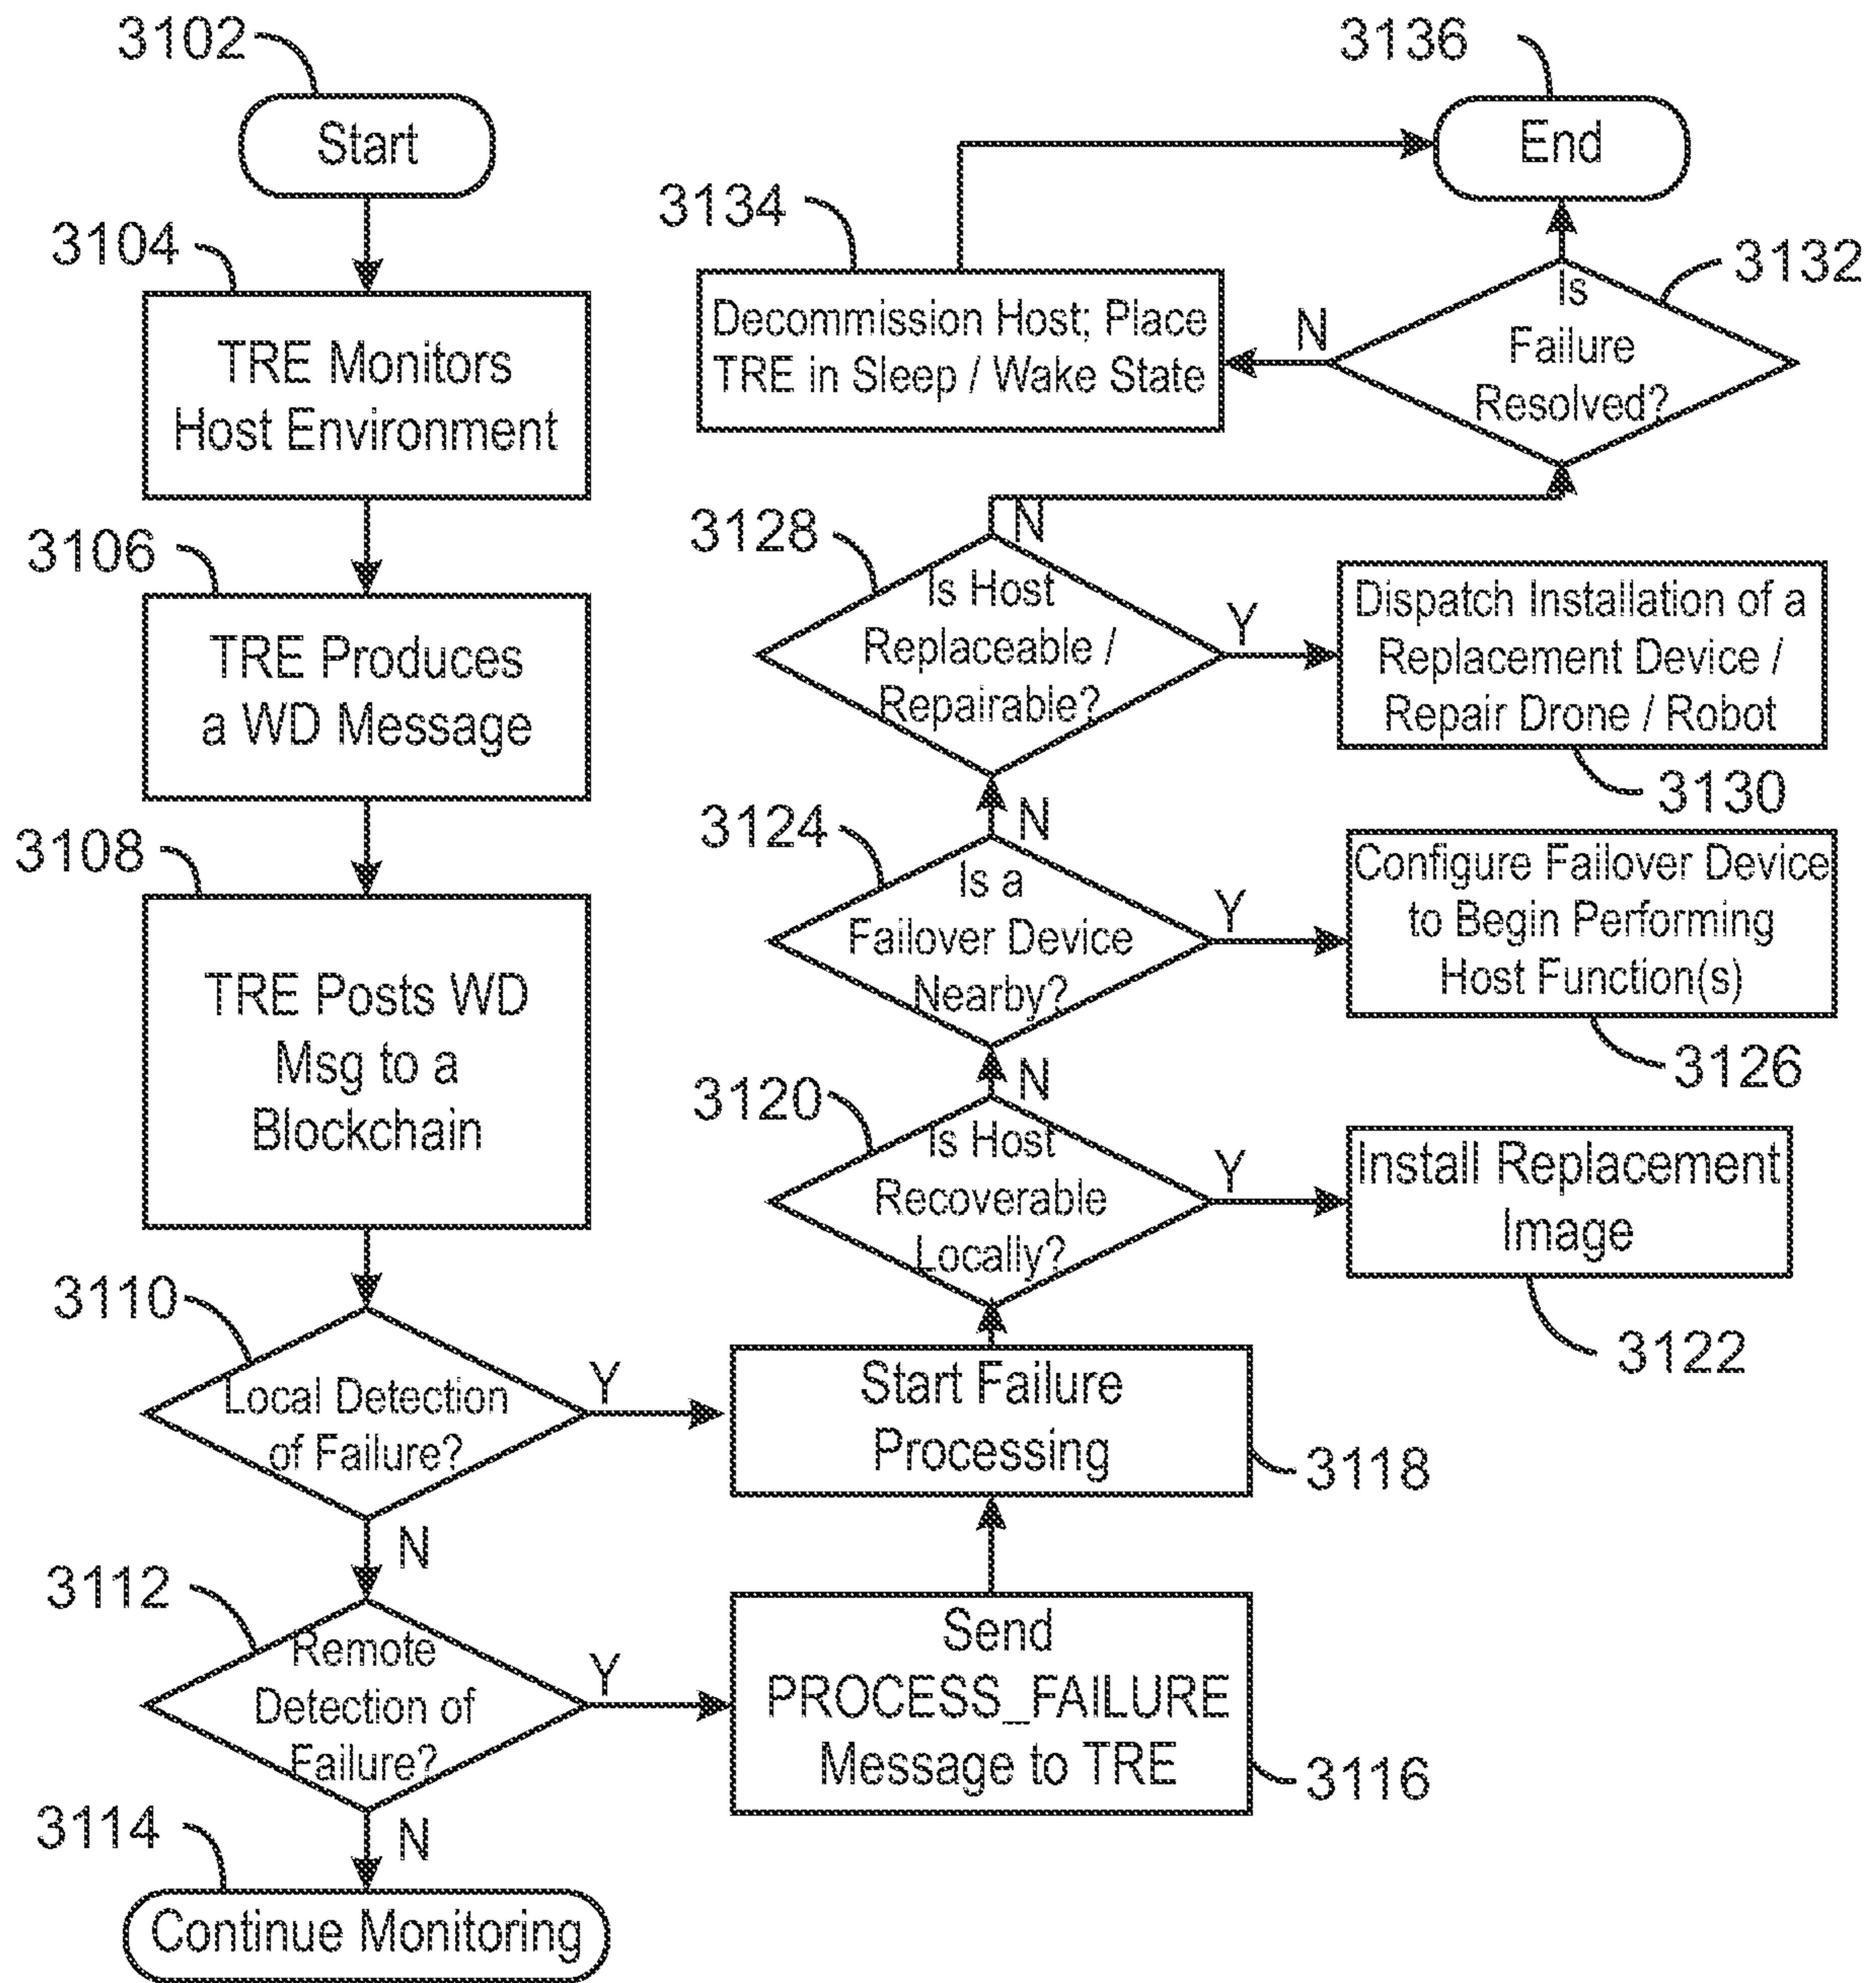 3102
Start
3104
TRE Monitors
Host Environment
3106
TRE Produces
a WD Message
3108
TRE Posts WD
Msg to a
Blockchain
3110
Local Detection
of Failure?
Y
N
3112
Remote
Detection of
Failure?
Y
N
3114
Continue Monitoring
Send
PROCESS_FAILURE
Message to TRE
3116
Start Failure
Processing
3118
3120
Is Host
Recoverable
Locally?
Y
N
Install Replacement
Image
3122
3124
Is a
Failover Device
Nearby?
Y
N
Configure Failover Device
to Begin Performing
Host Function(s)
3126
3128
Is Host
Replaceable /
Repairable?
Y
N
Dispatch Installation of a
Replacement Device /
Repair Drone / Robot
3130
3132
Is
Failure
Resolved?
N
3134
Decommission Host; Place
TRE in Sleep / Wake State
3136
End